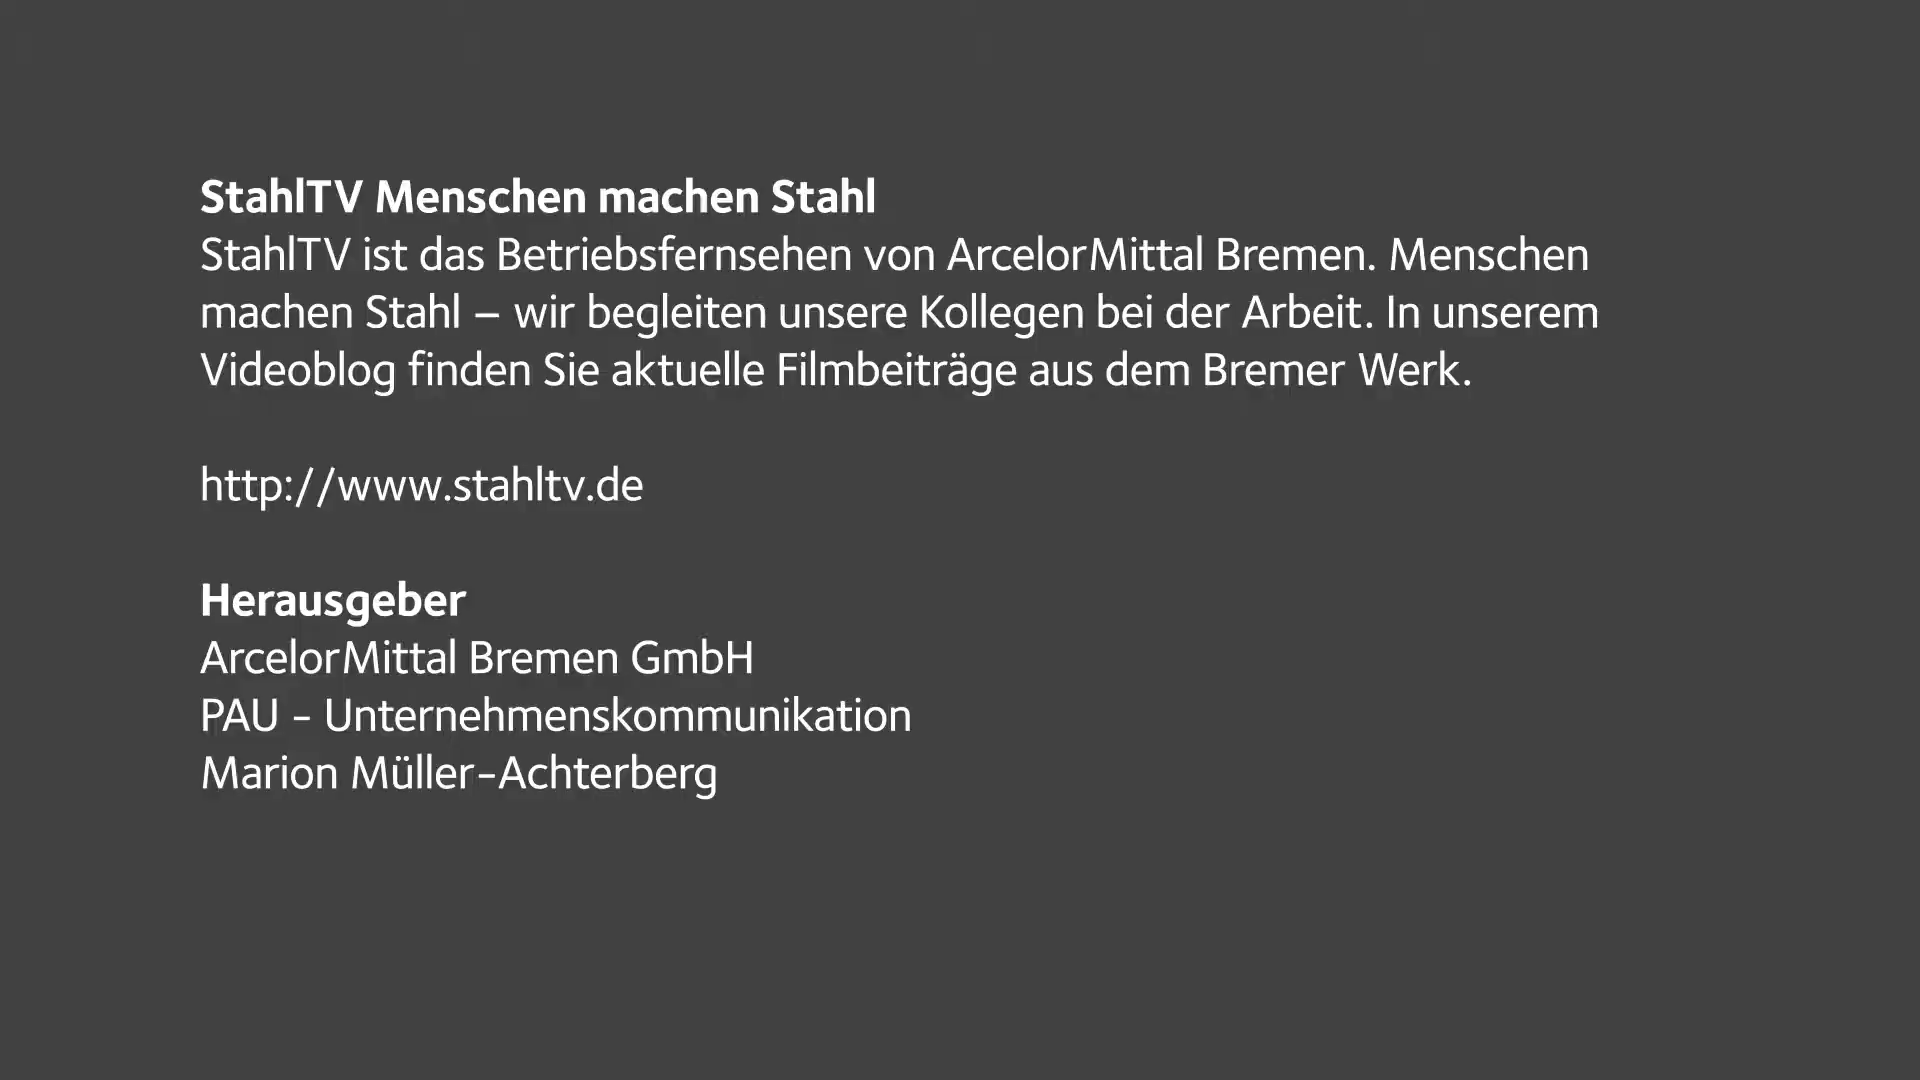 StahlTV Menschen machen Stahl
StahlTV ist das Betriebsfernsehen von ArcelorMittal Bremen. Menschen
machen Stahl – wir begleiten unsere Kollegen bei der Arbeit. In unserem
Videoblog finden Sie aktuelle Filmbeiträge aus dem Bremer Werk.
http://www.stahltv.de
Herausgeber
ArcelorMittal Bremen GmbH
PAU - Unternehmenskommunikation
Marion Müller-Achterberg